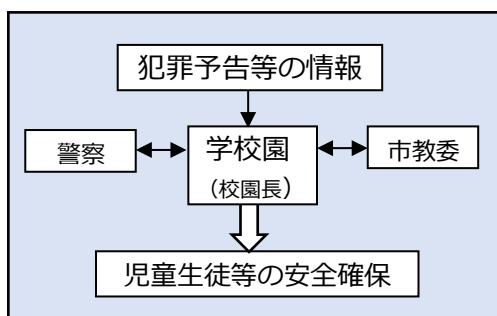 犯罪予告等の情報
警察
学校園
（校園長）
市教委
児童生徒等の安全確保